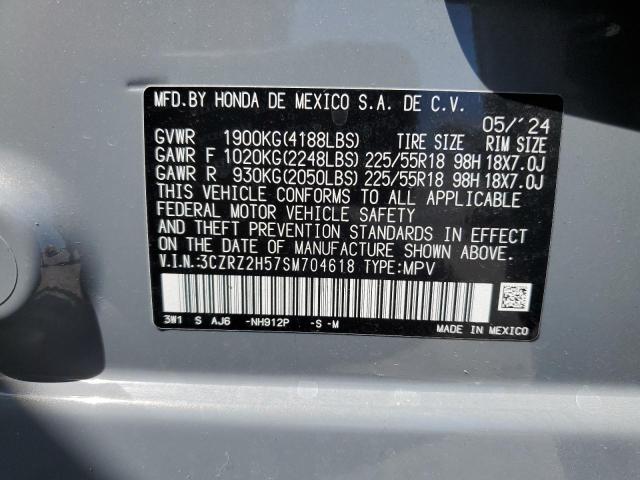 MFD.BY HONDA DE MEXICO S.A. DE C.V.
05/'24
GVWR 1900KG(4188LBS) TIRE SIZE RIM SIZE
GAWR F 1020KG(2248LBS) 225/55R18 98H 18X7.0J
GAWR R 930KG(2050LBS) 225/55R18 98H 18X7.0J
THIS VEHICLE CONFORMS TO ALL APPLICABLE
FEDERAL MOTOR VEHICLE SAFETY
AND THEFT PREVENTION STANDARDS IN EFFECT
ON THE DATE OF MANUFACTURE SHOWN ABOVE.
V.I.N:3CZRZ2H57SM704618 TYPE:MPV
3W1 S AJ6 -NH912P -S -M
MADE IN MEXICO